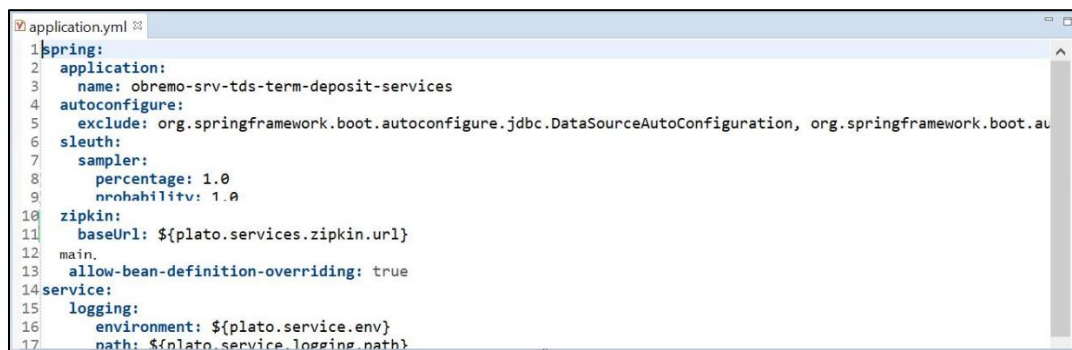 application.yml
1 spring:
2   application:
3     name: obremo-srv-tds-term-deposit-services
4   autoconfigure:
5     exclude: org.springframework.boot.autoconfigure.jdbc.DataSourceAutoConfiguration, org.springframework.boot.au
6   sleuth:
7     sampler:
8       percentage: 1.0
9       probability: 1.0
10   zipkin:
11     baseUrl: ${plato.services.zipkin.url}
12   main.
13    allow-bean-definition-overriding: true
14 service:
15    logging:
16       environment: ${plato.service.env}
17       path: ${plato.service.logging.path}